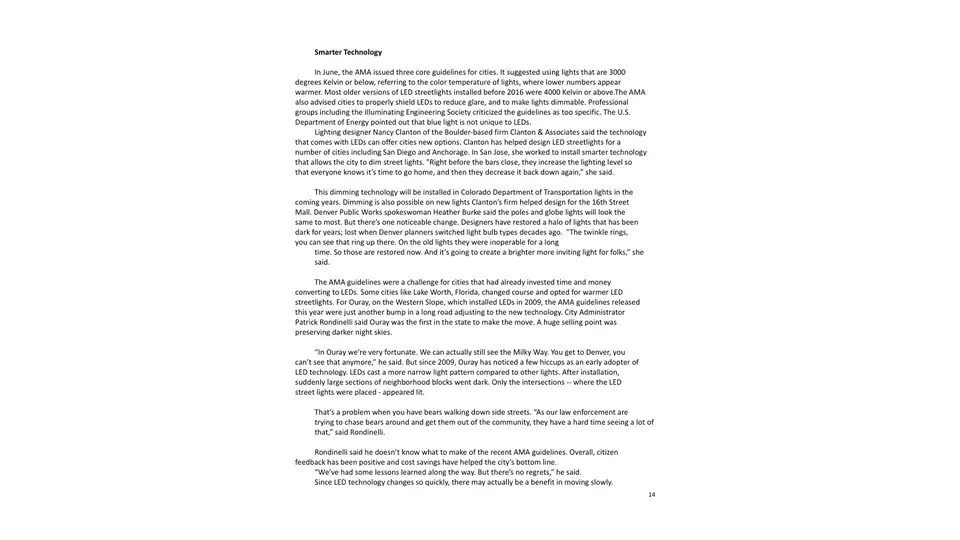 Smarter Technology
In June, the AMA issued three core guidelines for cities. It suggested using lights that are 3000
degrees Kelvin or below, referring to the color temperature of lights, where lower numbers appear
warmer. Most older versions of LED streetlights installed before 2016 were 4000 Kelvin or above.The AMA
also advised cities to properly shield LEDs to reduce glare, and to make lights dimmable. Professional
groups including the Illuminating Engineering Society criticized the guidelines as too specific. The U.S.
Department of Energy pointed out that blue light is not unique to LEDs.
Lighting designer Nancy Clanton of the Boulder-based firm Clanton & Associates said the technology
that comes with LEDs can offer cities new options. Clanton has helped design LED streetlights for a
number of cities including San Diego and Anchorage. In San Jose, she worked to install smarter technology
that allows the city to dim street lights. "Right before the bars close, they increase the lighting level so
that everyone knows it's time to go home, and then they decrease it back down again," she said.
This dimming technology will be installed in Colorado Department of Transportation lights in the
coming years. Dimming is also possible on new lights Clanton's firm helped design for the 16th Street
Mall. Denver Public Works spokeswoman Heather Burke said the poles and globe lights will look the
same to most. But there's one noticeable change. Designers have restored a halo of lights that has been
dark for years; lost when Denver planners switched light bulb types decades ago.  "The twinkle rings,
you can see that ring up there. On the old lights they were inoperable for a long
time. So those are restored now. And it's going to create a brighter more inviting light for folks," she
said.
The AMA guidelines were a challenge for cities that had already invested time and money
converting to LEDs. Some cities like Lake Worth, Florida, changed course and opted for warmer LED
streetlights. For Ouray, on the Western Slope, which installed LEDs in 2009, the AMA guidelines released
this year were just another bump in a long road adjusting to the new technology. City Administrator
Patrick Rondinelli said Ouray was the first in the state to make the move. A huge selling point was
preserving darker night skies.
"In Ouray we're very fortunate. We can actually still see the Milky Way. You get to Denver, you
can't see that anymore," he said. But since 2009, Ouray has noticed a few hiccups as an early adopter of
LED technology. LEDs cast a more narrow light pattern compared to other lights. After installation,
suddenly large sections of neighborhood blocks went dark. Only the intersections -- where the LED
street lights were placed - appeared lit.
That's a problem when you have bears walking down side streets. "As our law enforcement are
trying to chase bears around and get them out of the community, they have a hard time seeing a lot of
that," said Rondinelli.
Rondinelli said he doesn't know what to make of the recent AMA guidelines. Overall, citizen
feedback has been positive and cost savings have helped the city's bottom line.
"We've had some lessons learned along the way. But there's no regrets," he said.
Since LED technology changes so quickly, there may actually be a benefit in moving slowly.
14